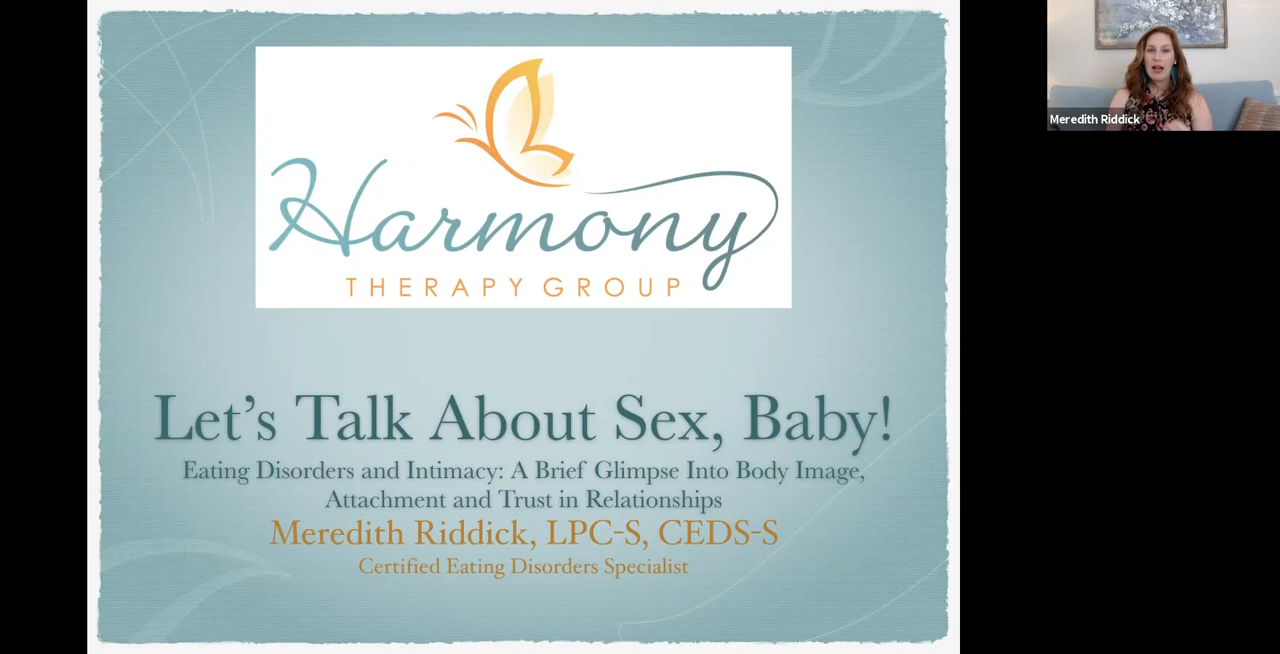 Harmony
THERAPY GROUP
Let's Talk About Sex, Baby!
Eating Disorders and Intimacy: A Brief Glimpse Into Body Image,
Attachment and Trust in Relationships
Meredith Riddick, LPC-S, CEDS-S
Certified Eating Disorders Specialist
Meredith Riddick